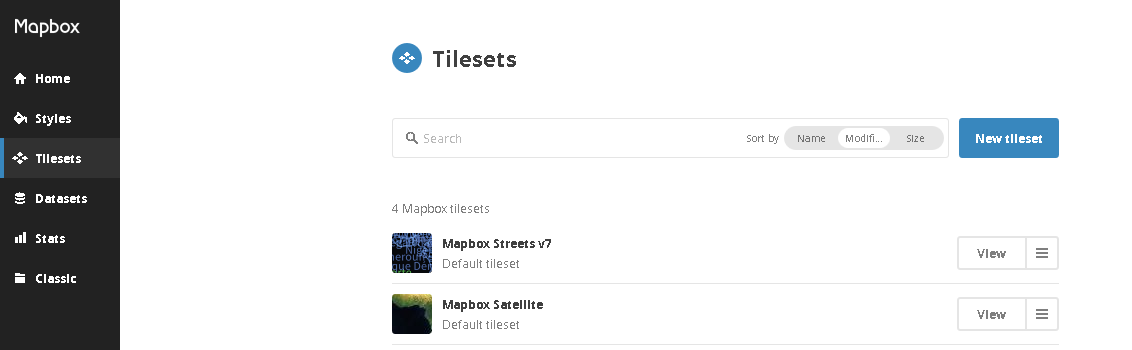 Mapbox
Home
Styles
Tilesets
Datasets
Stats
Classic
Tilesets
Search
Sort by Name Modifi... Size
New tileset
4 Mapbox tilesets
Mapbox Streets v7
Default tileset
View
Mapbox Satellite
Default tileset
View